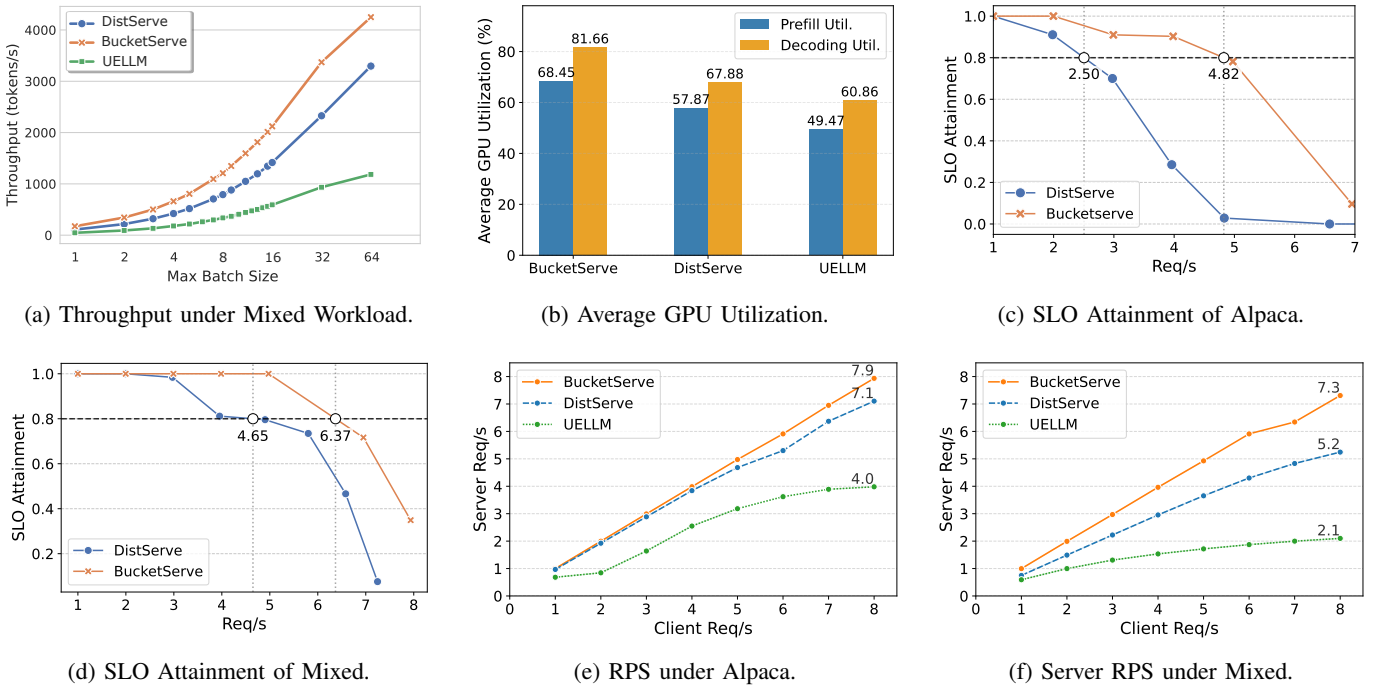 DistServe
BucketServe
UELLM
4000
3000
2000
1000
0
Throughput (tokens/s)
1 2 4 8 16 32 64
Max Batch Size
(a) Throughput under Mixed Workload.
Prefill Util.
Decoding Util.
80
60
40
20
0
Average GPU Utilization (%)
68.45
81.66
57.87
67.88
49.47
60.86
BucketServe DistServe UELLM
(b) Average GPU Utilization.
1.0
0.8
0.6
0.4
0.2
0.0
SLO Attainment
2.50
4.82
DistServe
Bucketserve
1 2 3 4 5 6 7
Req/s
(c) SLO Attainment of Alpaca.
1.0
0.8
0.6
0.4
0.2
SLO Attainment
4.65
6.37
DistServe
BucketServe
1 2 3 4 5 6 7 8
Req/s
(d) SLO Attainment of Mixed.
BucketServe
DistServe
UELLM
8
7
6
5
4
3
2
1
0
Server Req/s
7.9
7.1
4.0
0 1 2 3 4 5 6 7 8
Client Req/s
(e) RPS under Alpaca.
BucketServe
DistServe
UELLM
8
7
6
5
4
3
2
1
0
Server Req/s
7.3
5.2
2.1
0 1 2 3 4 5 6 7 8
Client Req/s
(f) Server RPS under Mixed.